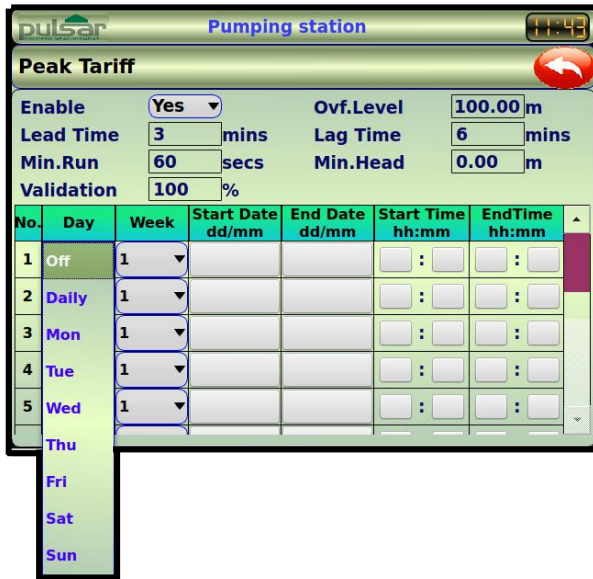 pulsar Pumping station 11:43
PROCESS MEASUREMENT
Peak Tariff
Enable Yes Ovf.Level 100.00 m
Lead Time 3 mins Lag Time 6 mins
Min.Run 60 secs Min.Head 0.00 m
Validation 100 %
No. Day Week Start Date dd/mm End Date dd/mm Start Time hh:mm EndTime hh:mm
1 Off 1 : :
2 Daily 1 : :
3 Mon 1 : :
4 Tue 1 : :
5 Wed 1 : :
Thu
Fri
Sat
Sun